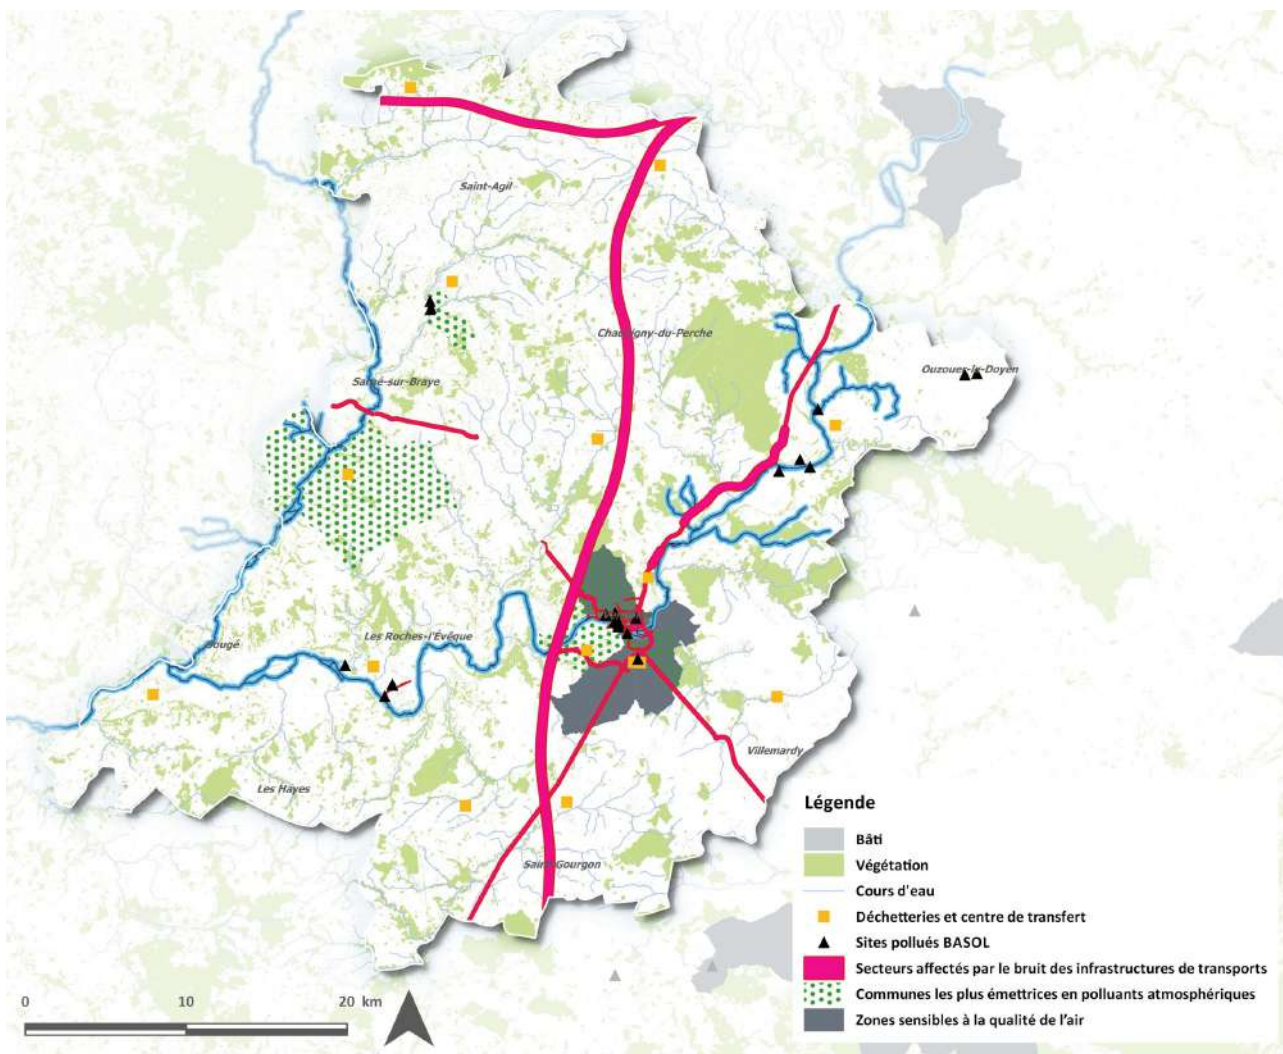 Saint-Agil
Chauvigny-du-Perche
Ouzouer-le-Doyen
Sargé-sur-Braye
Les Roches-l'Évêque
Sougé
Villemardy
Les Hayes
Saint-Gourgon
Légende
Bâti
Végétation
Cours d'eau
Déchetteries et centre de transfert
Sites pollués BASOL
Secteurs affectés par le bruit des infrastructures de transports
Communes les plus émettrices en polluants atmosphériques
Zones sensibles à la qualité de l'air
0 10 20 km